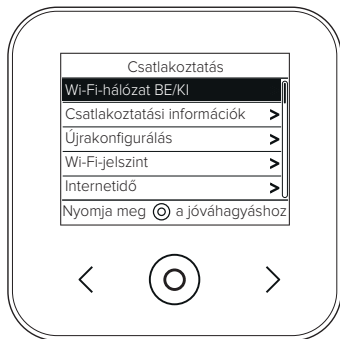 Csatlakoztatás
Wi-Fi-hálózat BE/KI
Csatlakoztatási információk >
Újrakonfigurálás >
Wi-Fi-jelszint >
Internetidő >
Nyomja meg ◎ a jóváhagyáshoz